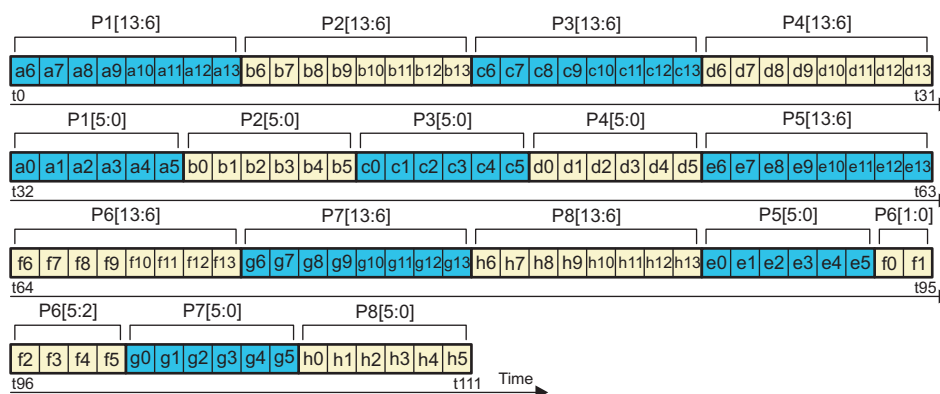 P1[13:6] P2[13:6] P3[13:6] P4[13:6]
a6 a7 a8 a9 a10 a11 a12 a13 b6 b7 b8 b9 b10 b11 b12 b13 c6 c7 c8 c9 c10 c11 c12 c13 d6 d7 d8 d9 d10 d11 d12 d13
t0 t31
P1[5:0] P2[5:0] P3[5:0] P4[5:0] P5[13:6]
a0 a1 a2 a3 a4 a5 b0 b1 b2 b3 b4 b5 c0 c1 c2 c3 c4 c5 d0 d1 d2 d3 d4 d5 e6 e7 e8 e9 e10 e11 e12 e13
t32 t63
P6[13:6] P7[13:6] P8[13:6] P5[5:0] P6[1:0]
f6 f7 f8 f9 f10 f11 f12 f13 g6 g7 g8 g9 g10 g11 g12 g13 h6 h7 h8 h9 h10 h11 h12 h13 e0 e1 e2 e3 e4 e5 f0 f1
t64 t95
P6[5:2] P7[5:0] P8[5:0]
f2 f3 f4 f5 g0 g1 g2 g3 g4 g5 h0 h1 h2 h3 h4 h5
t96 t111 Time